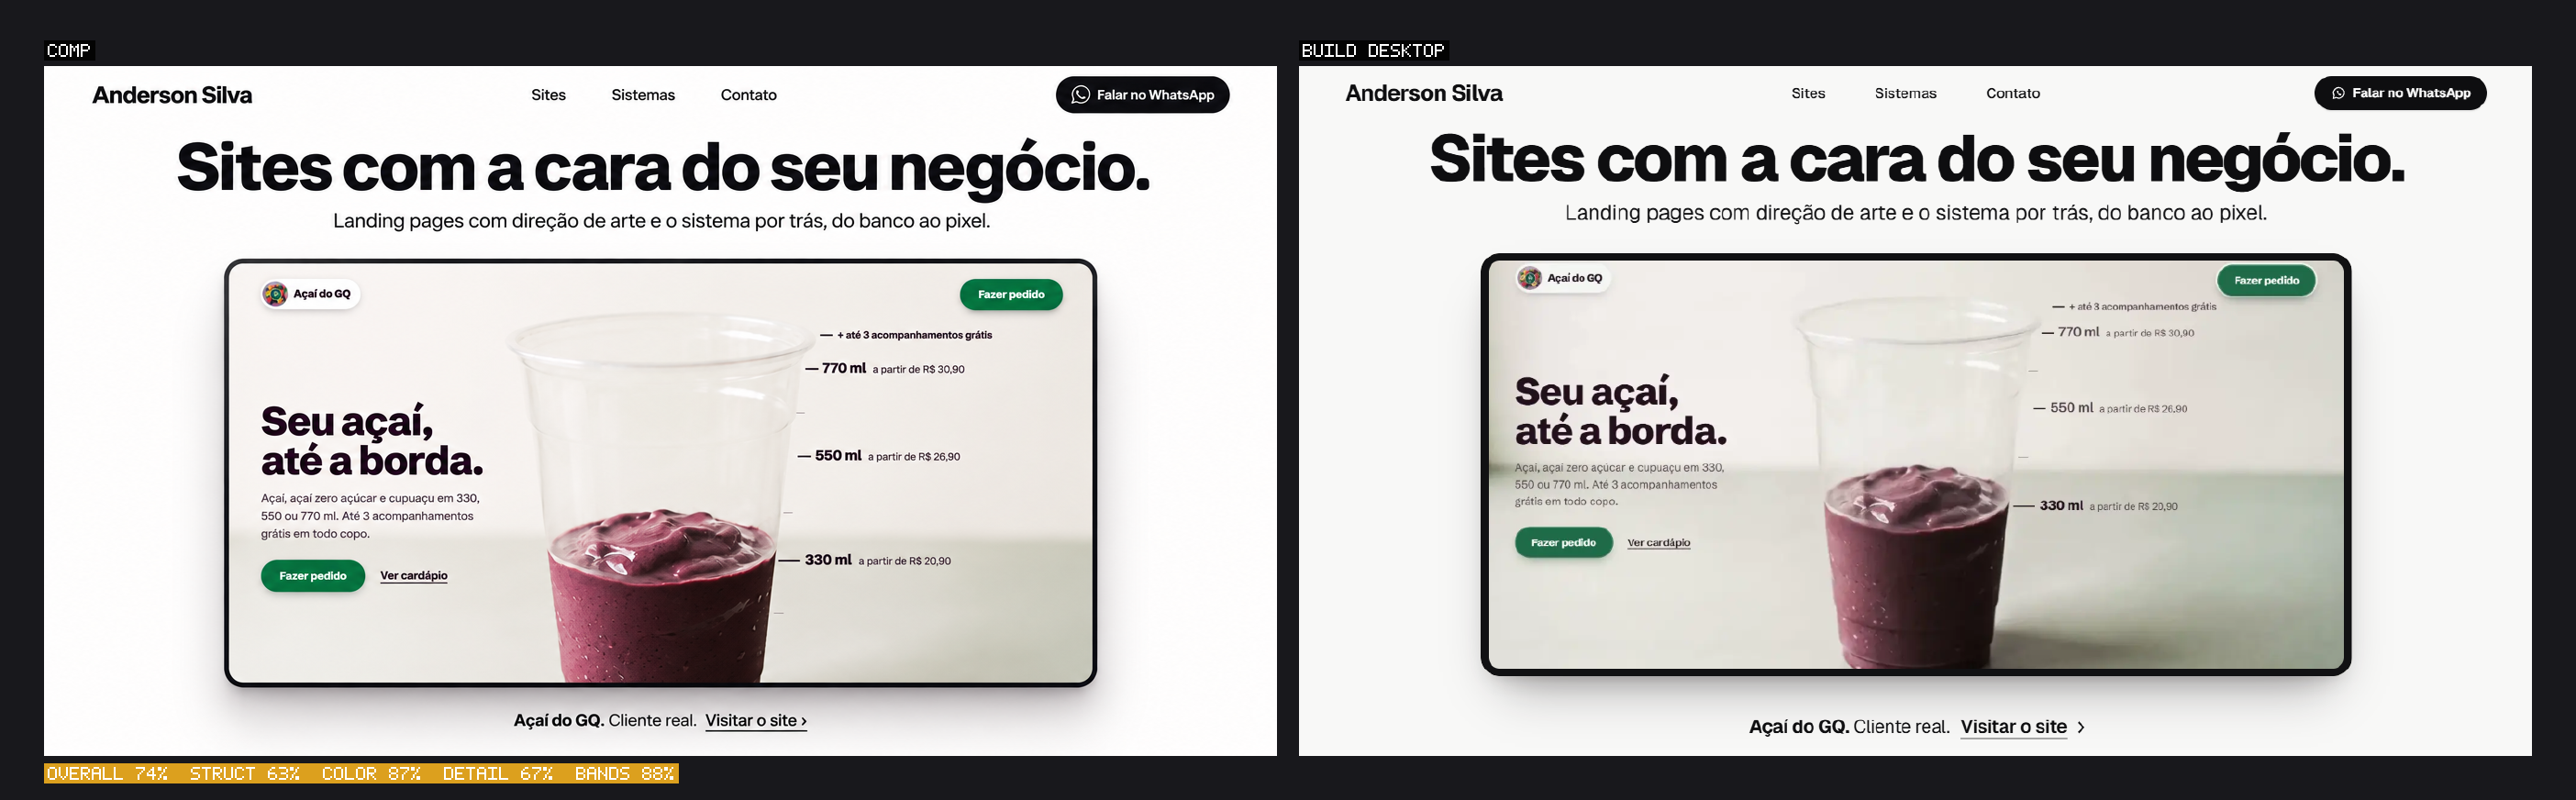 COMP
Anderson Silva
Sites
Sistemas
Contato
Falar no WhatsApp
Sites com a cara do seu negócio.
Landing pages com direção de arte e o sistema por trás, do banco ao pixel.
Açaí do GQ
Fazer pedido
+ até 3 acompanhamentos grátis
770 ml a partir de R$ 30,90
Seu açaí,
até a borda.
550 ml a partir de R$ 26,90
Açaí, açaí zero açúcar e cupuaçu em 330,
550 ou 770 ml. Até 3 acompanhamentos
grátis em todo copo.
330 ml a partir de R$ 20,90
Fazer pedido
Ver cardápio
Açaí do GQ. Cliente real. Visitar o site ›
OVERALL 74% STRUCT 63% COLOR 87% DETAIL 67% BANDS 88%
BUILD DESKTOP
Anderson Silva
Sites
Sistemas
Contato
Falar no WhatsApp
Sites com a cara do seu negócio.
Landing pages com direção de arte e o sistema por trás, do banco ao pixel.
Açaí do GQ
Fazer pedido
+ até 3 acompanhamentos grátis
770 ml a partir de R$ 30,90
Seu açaí,
até a borda.
550 ml a partir de R$ 26,90
Açaí, açaí zero açúcar e cupuaçu em 330,
550 ou 770 ml. Até 3 acompanhamentos
grátis em todo copo.
330 ml a partir de R$ 20,90
Fazer pedido
Ver cardápio
Açaí do GQ. Cliente real. Visitar o site ›